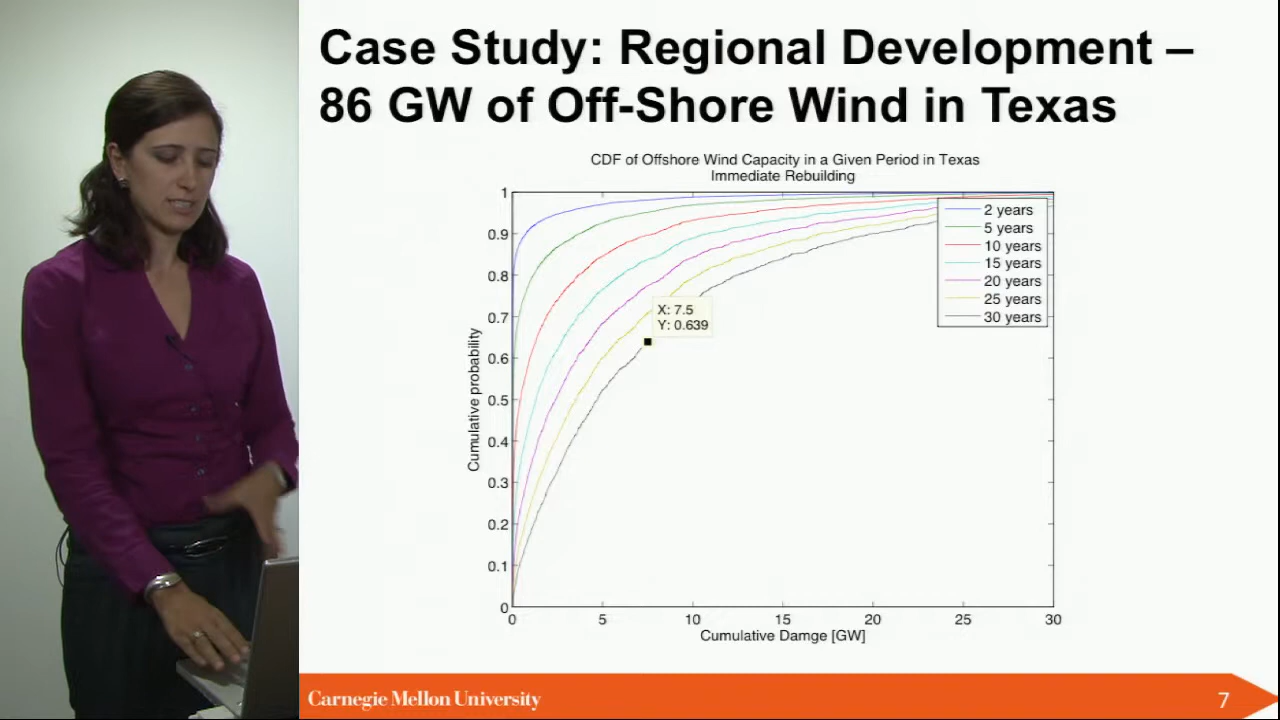 Case Study: Regional Development –
86 GW of Off-Shore Wind in Texas
CDF of Offshore Wind Capacity in a Given Period in Texas
Immediate Rebuilding
1
0.9
0.8
0.7
0.6
0.5
0.4
0.3
0.2
0.1
0
Cumulative probability
2 years
5 years
10 years
15 years
20 years
25 years
30 years
X: 7.5
Y: 0.639
0 5 10 15 20 25 30
Cumulative Damge [GW]
Carnegie Mellon University
7